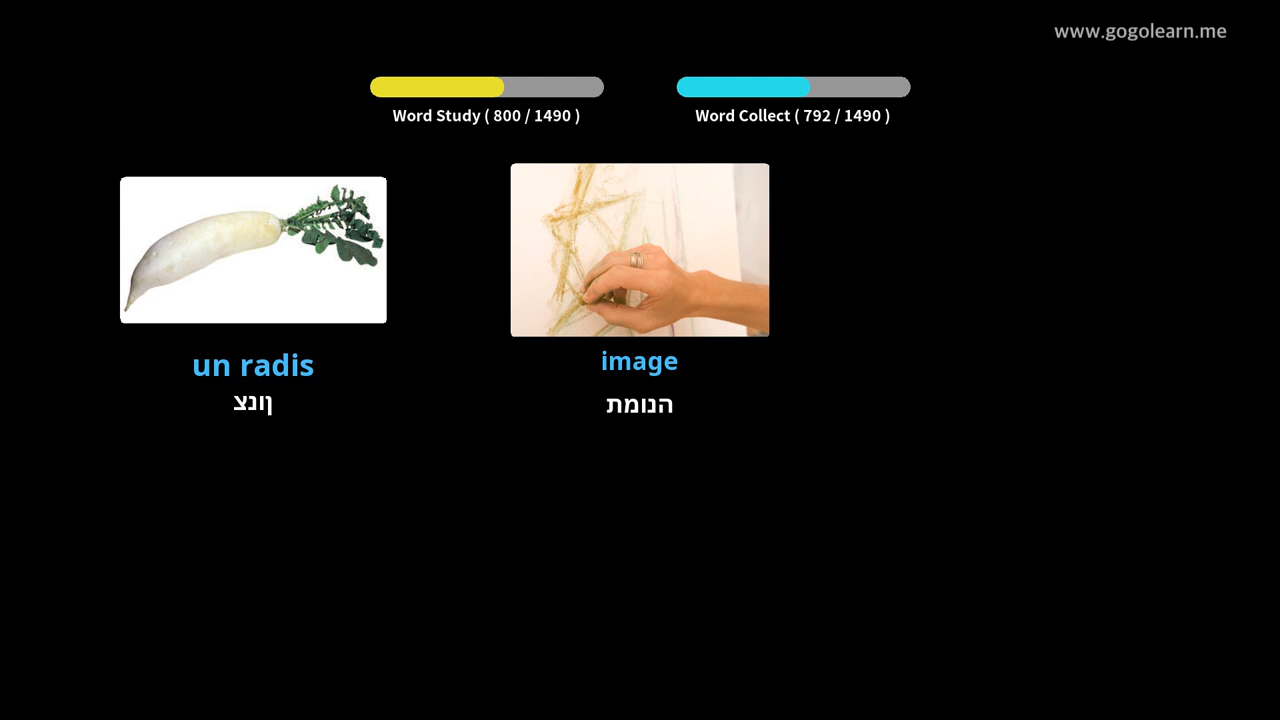 www.gogolearn.me
Word Study ( 800 / 1490 )
Word Collect ( 792 / 1490 )
un radis
ןונצ
image
הנומת